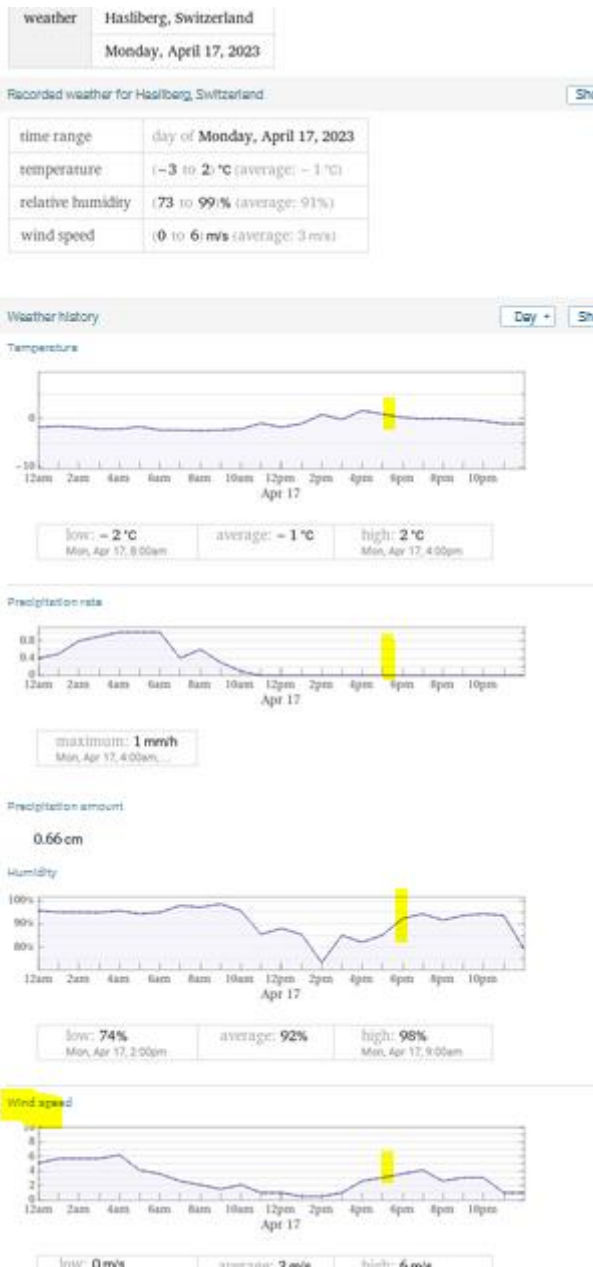 weather Hasliberg, Switzerland
Monday, April 17, 2023
Recorded weather for Hasliberg, Switzerland Sho
time range day of Monday, April 17, 2023
temperature (−3 to 2) °C (average: −1 °C)
relative humidity (73 to 99)% (average: 91%)
wind speed (0 to 6) m/s (average: 3 m/s)
Weather history Day Sh
Temperature
0
−10
12am 2am 4am 6am 8am 10am 12pm 2pm 4pm 6pm 8pm 10pm
Apr 17
low: −2 °C average: −1 °C high: 2 °C
Mon, Apr 17, 8:00am Mon, Apr 17, 4:00pm
Precipitation rate
0.8
0.4
0
12am 2am 4am 6am 8am 10am 12pm 2pm 4pm 6pm 8pm 10pm
Apr 17
maximum: 1 mm/h
Mon, Apr 17, 4:00am, ...
Precipitation amount
0.66 cm
Humidity
100%
90%
80%
12am 2am 4am 6am 8am 10am 12pm 2pm 4pm 6pm 8pm 10pm
Apr 17
low: 74% average: 92% high: 98%
Mon, Apr 17, 2:00pm Mon, Apr 17, 9:00am
Wind speed
10
8
6
4
2
0
12am 2am 4am 6am 8am 10am 12pm 2pm 4pm 6pm 8pm 10pm
Apr 17
low: 0 m/s average: 3 m/s high: 6 m/s